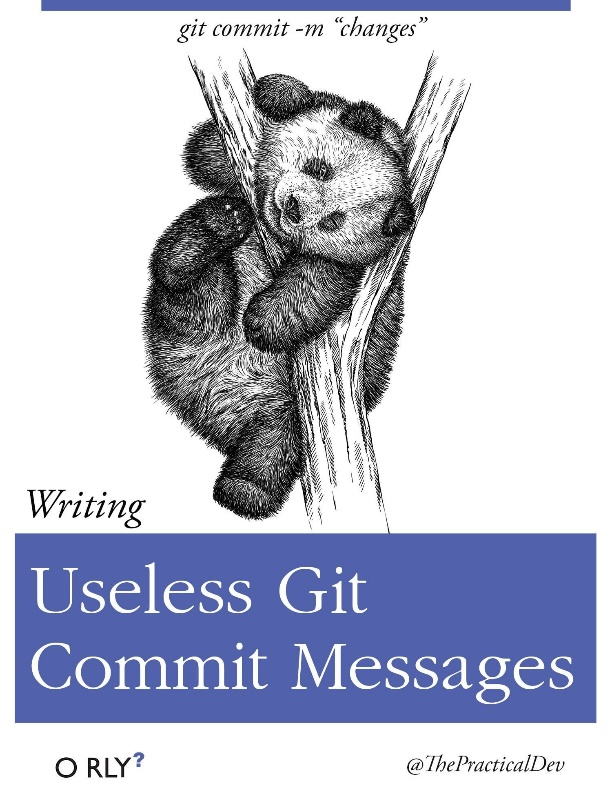 git commit -m “changes”
Writing
Useless Git
Commit Messages
O RLY?
@ThePracticalDev